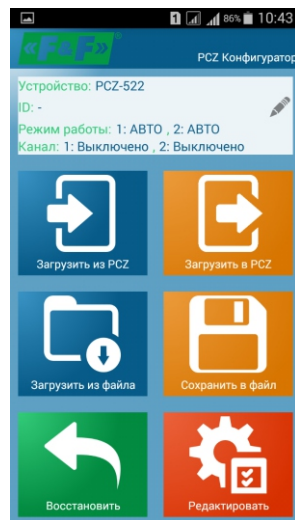 1 86% 10:43
«F&F»® PCZ Конфигуратор
Устройство: PCZ-522
ID: -
Режим работы: 1: АВТО , 2: АВТО
Канал: 1: Выключено , 2: Выключено
Загрузить из PCZ Загрузить в PCZ
Загрузить из файла Сохранить в файл
Восстановить Редактировать